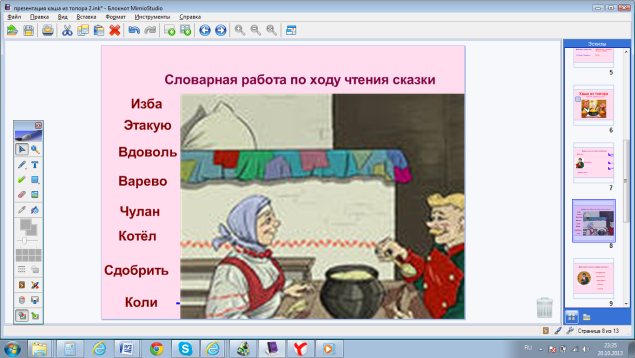 презентация каша из топора 2.ink* - Блокнот MimioStudio
Файл Правка Вид Вставка Формат Инструменты Справка
Словарная работа по ходу чтения сказки
Изба
Этакую
Вдоволь
Варево
Чулан
Котёл
Сдобрить
Коли
Эскизы
5
Каша из топора
6
7
8
9
Страница 8 из 13
RU
23:25
20.10.2013